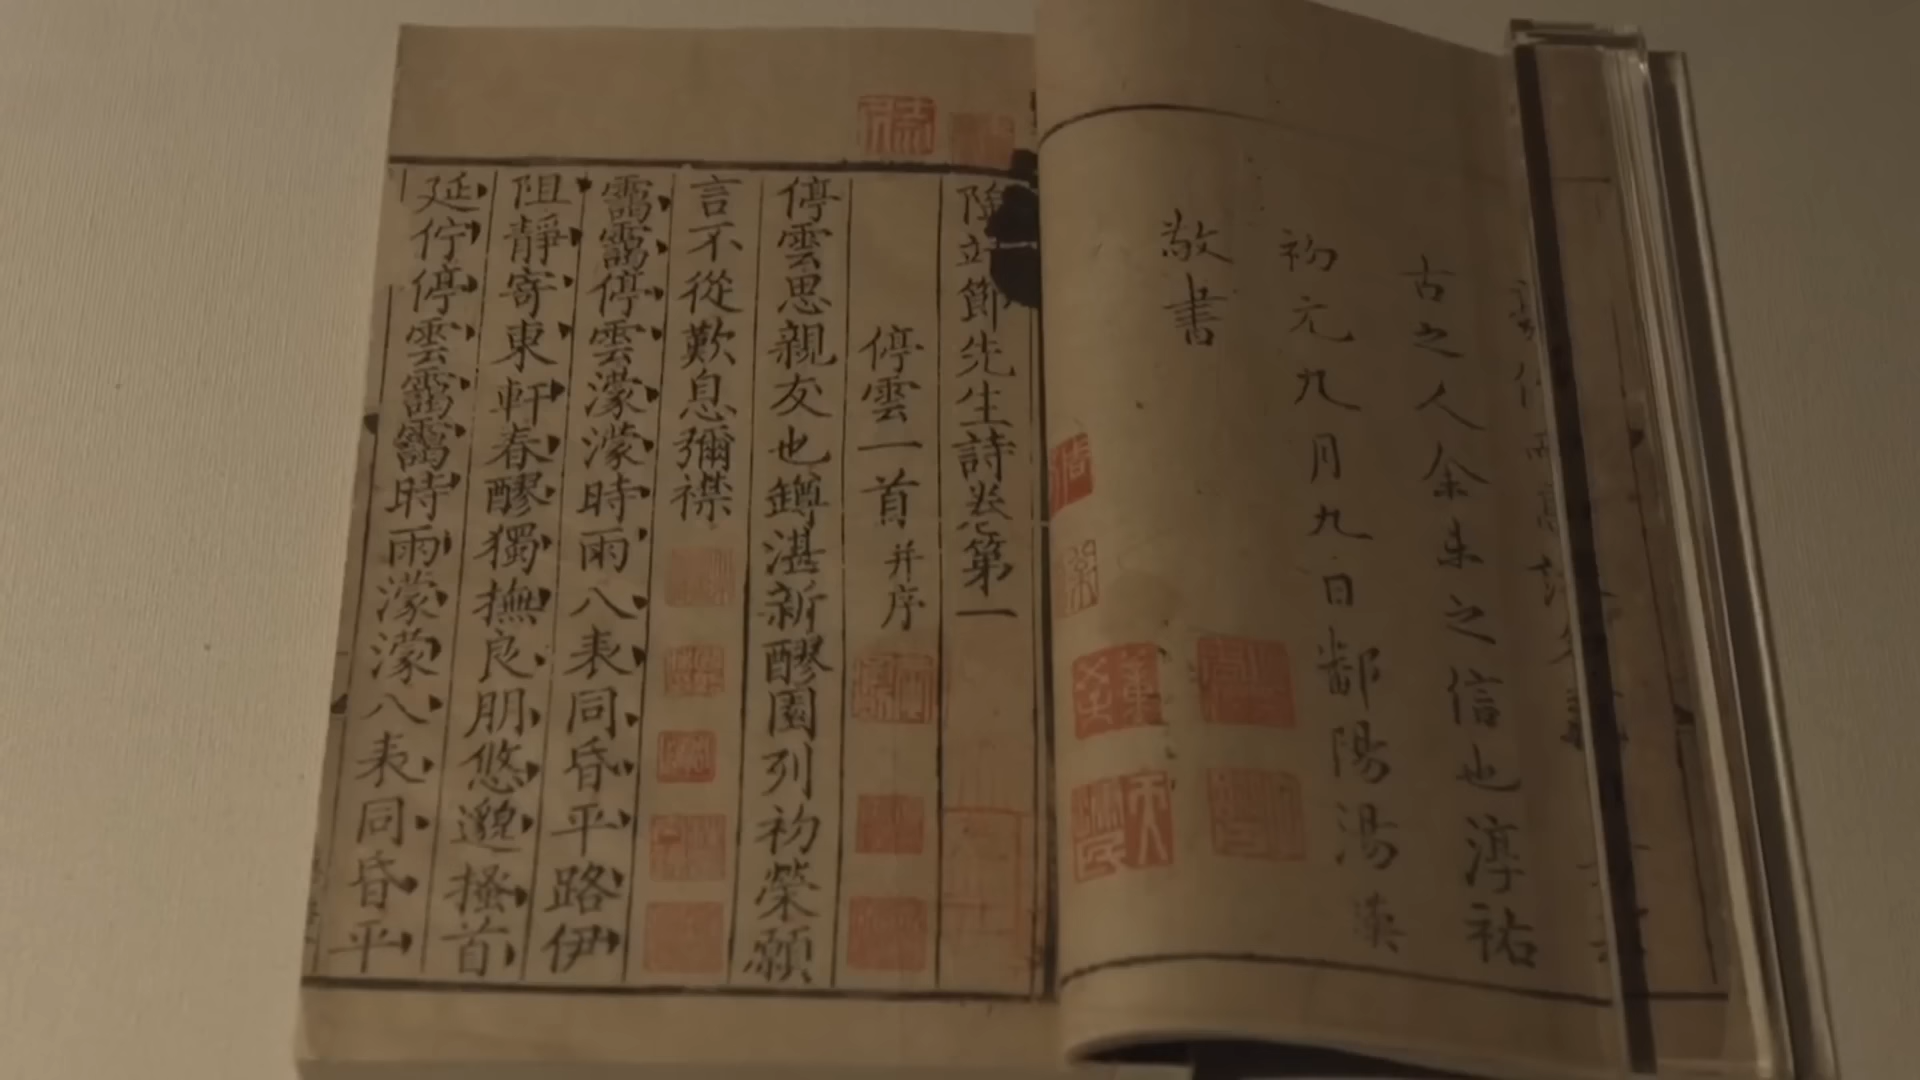 古之人余未之信也淳祐
初元九月九日鄱陽湯漢
敬書
陶靖節先生詩卷第一
停雲一首 并序
停雲思親友也罇湛新醪園列初榮願
言不從歎息彌襟
靄靄停雲濛濛時雨八表同昏平路伊
阻靜寄東軒春醪獨撫良朋悠邈搔首
延佇停雲靄靄時雨濛濛八表同昏平